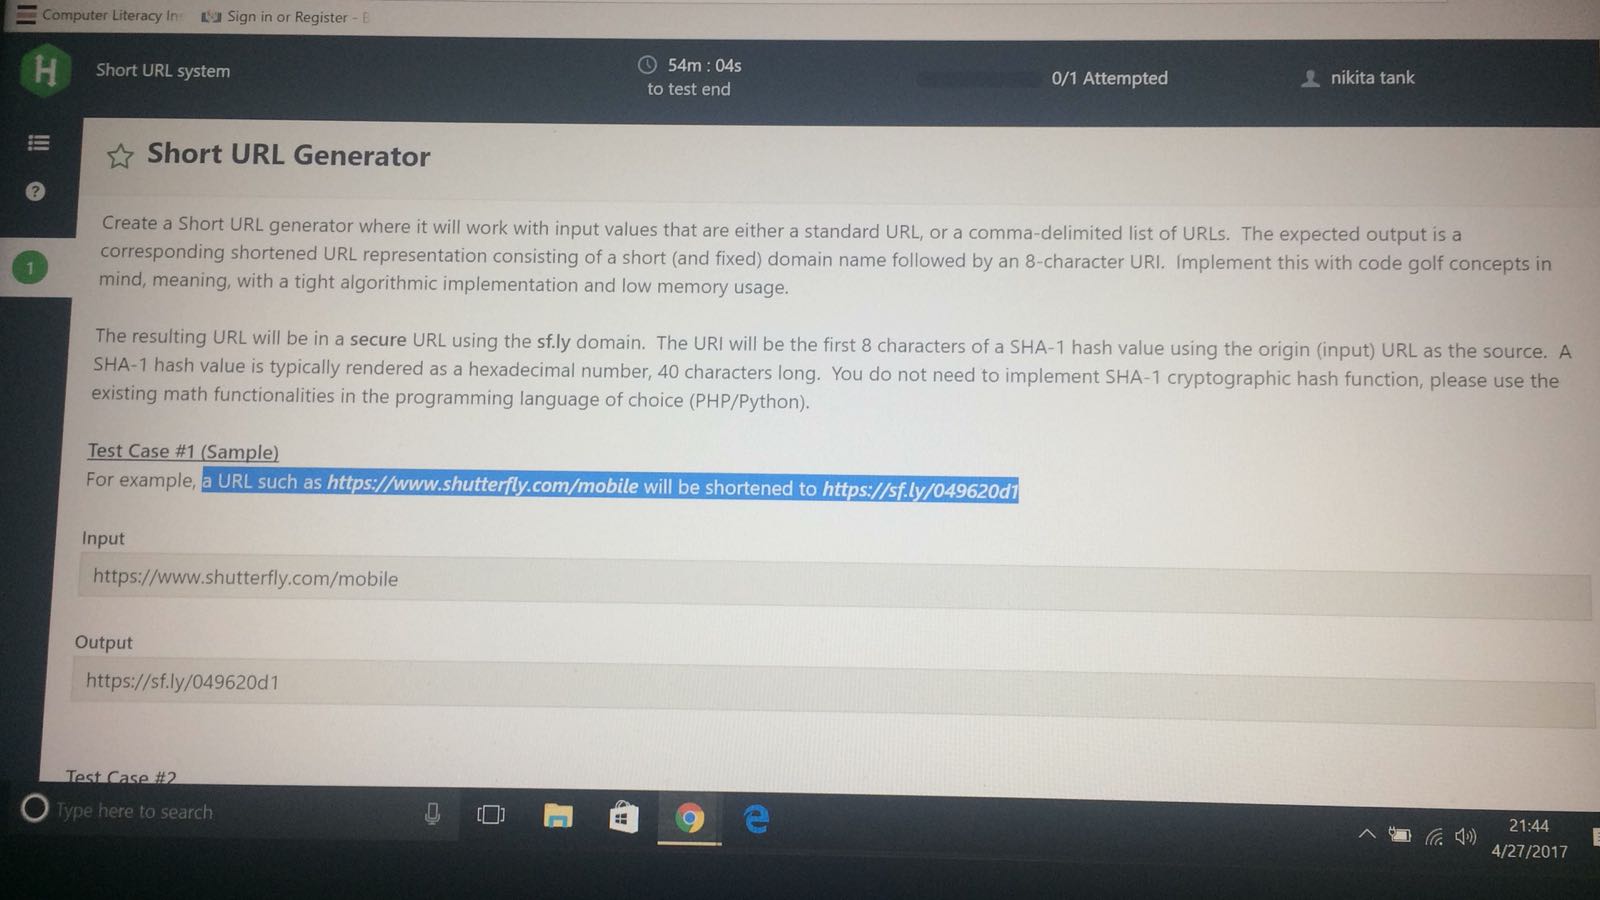 Computer Literacy In
Sign in or Register - E
H
Short URL system
54m : 04s
to test end
0/1 Attempted
nikita tank
?
1
Short URL Generator
Create a Short URL generator where it will work with input values that are either a standard URL, or a comma-delimited list of URLs. The expected output is a
corresponding shortened URL representation consisting of a short (and fixed) domain name followed by an 8-character URI. Implement this with code golf concepts in
mind, meaning, with a tight algorithmic implementation and low memory usage.
The resulting URL will be in a secure URL using the sf.ly domain. The URI will be the first 8 characters of a SHA-1 hash value using the origin (input) URL as the source. A
SHA-1 hash value is typically rendered as a hexadecimal number, 40 characters long. You do not need to implement SHA-1 cryptographic hash function, please use the
existing math functionalities in the programming language of choice (PHP/Python).
Test Case #1 (Sample)
For example, a URL such as https://www.shutterfly.com/mobile will be shortened to https://sf.ly/049620d1
Input
https://www.shutterfly.com/mobile
Output
https://sf.ly/049620d1
Test Case #2
Type here to search
21:44
4/27/2017